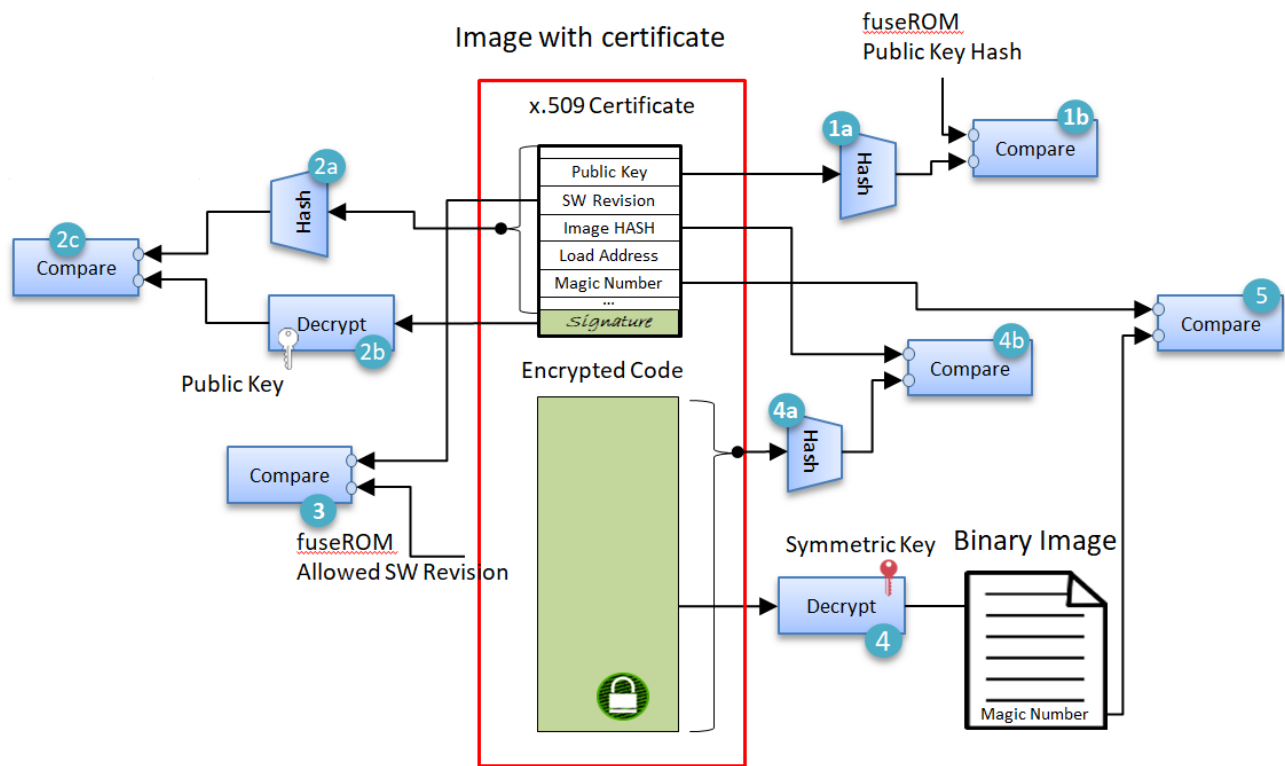 Image with certificate
fuseROM
Public Key Hash
x.509 Certificate
1a
Hash
1b
Compare
2a
Hash
Public Key
SW Revision
Image HASH
Load Address
Magic Number
...
Signature
2c
Compare
Decrypt
2b
Public Key
5
Compare
4b
Compare
Encrypted Code
4a
Hash
Compare
3
fuseROM
Allowed SW Revision
Symmetric Key
Decrypt
4
Binary Image
Magic Number